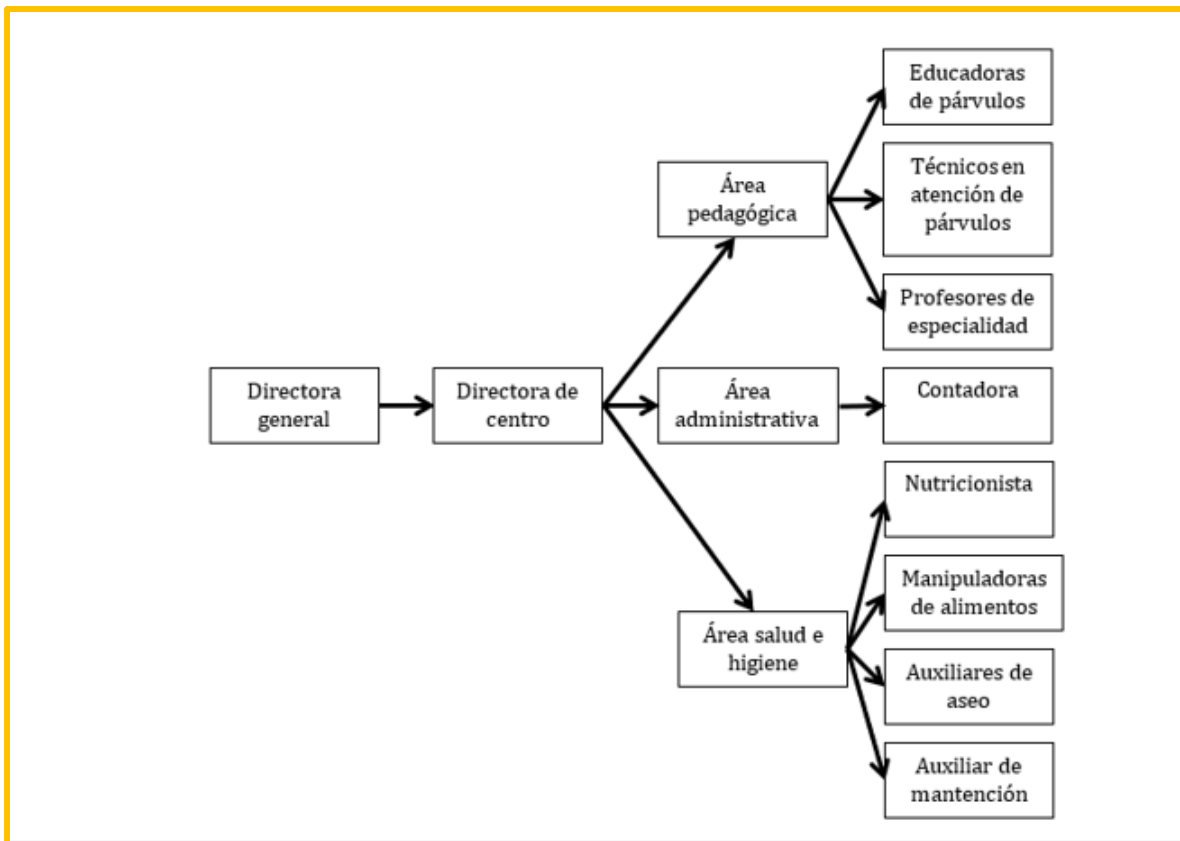 Directora
general
Directora de
centro
Área
pedagógica
Educadoras
de párvulos
Técnicos en
atención de
párvulos
Profesores de
especialidad
Área
administrativa
Contadora
Área salud e
higiene
Nutricionista
Manipuladoras
de alimentos
Auxiliares de
aseo
Auxiliar de
mantención